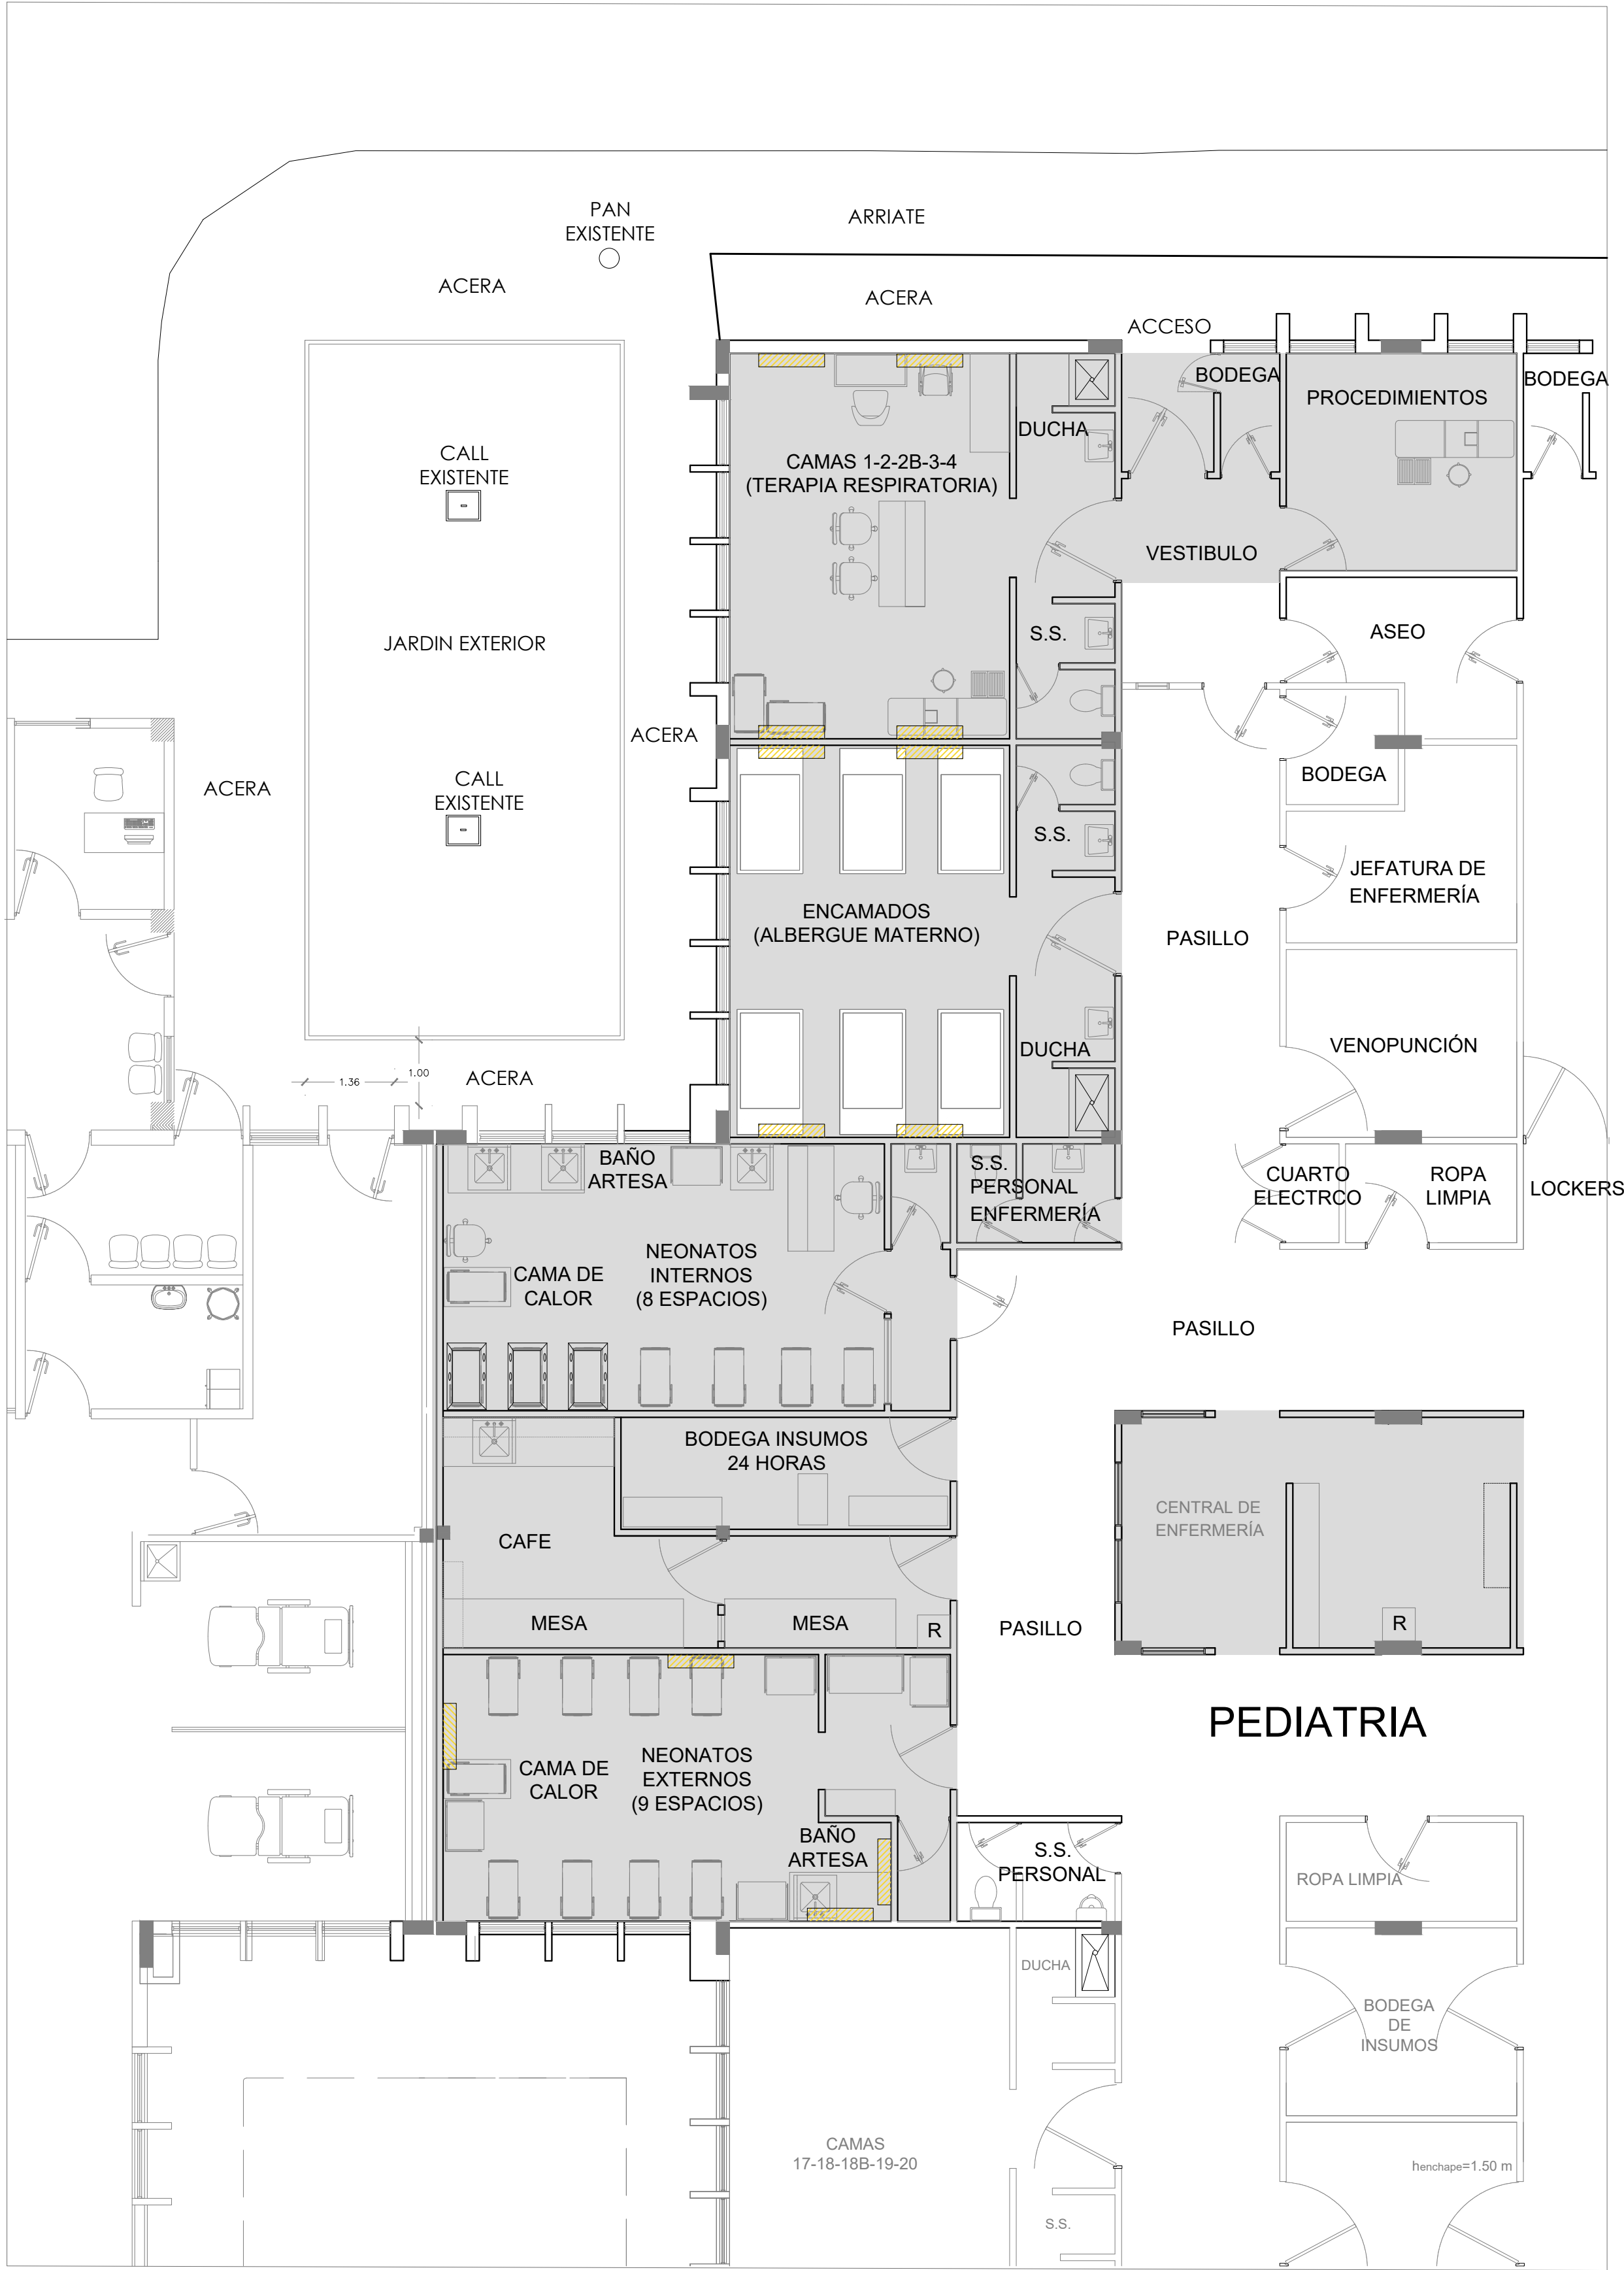 PAN
EXISTENTE
ARRIATE
ACERA
ACERA
ACCESO
BODEGA
PROCEDIMIENTOS
BODEGA
DUCHA
CALL
EXISTENTE
CAMAS 1-2-2B-3-4
(TERAPIA RESPIRATORIA)
VESTIBULO
JARDIN EXTERIOR
S.S.
ASEO
ACERA
ACERA
CALL
EXISTENTE
BODEGA
S.S.
JEFATURA DE
ENFERMERÍA
ENCAMADOS
(ALBERGUE MATERNO)
PASILLO
VENOPUNCIÓN
DUCHA
1.36
1.00
ACERA
BAÑO
ARTESA
S.S.
PERSONAL
ENFERMERÍA
CUARTO
ELECTRCO
ROPA
LIMPIA
LOCKERS
NEONATOS
INTERNOS
(8 ESPACIOS)
CAMA DE
CALOR
PASILLO
BODEGA INSUMOS
24 HORAS
CENTRAL DE
ENFERMERÍA
CAFE
MESA
MESA
R
PASILLO
R
PEDIATRIA
CAMA DE
CALOR
NEONATOS
EXTERNOS
(9 ESPACIOS)
BAÑO
ARTESA
S.S.
PERSONAL
ROPA LIMPIA
DUCHA
BODEGA
DE
INSUMOS
CAMAS
17-18-18B-19-20
henchape=1.50 m
S.S.